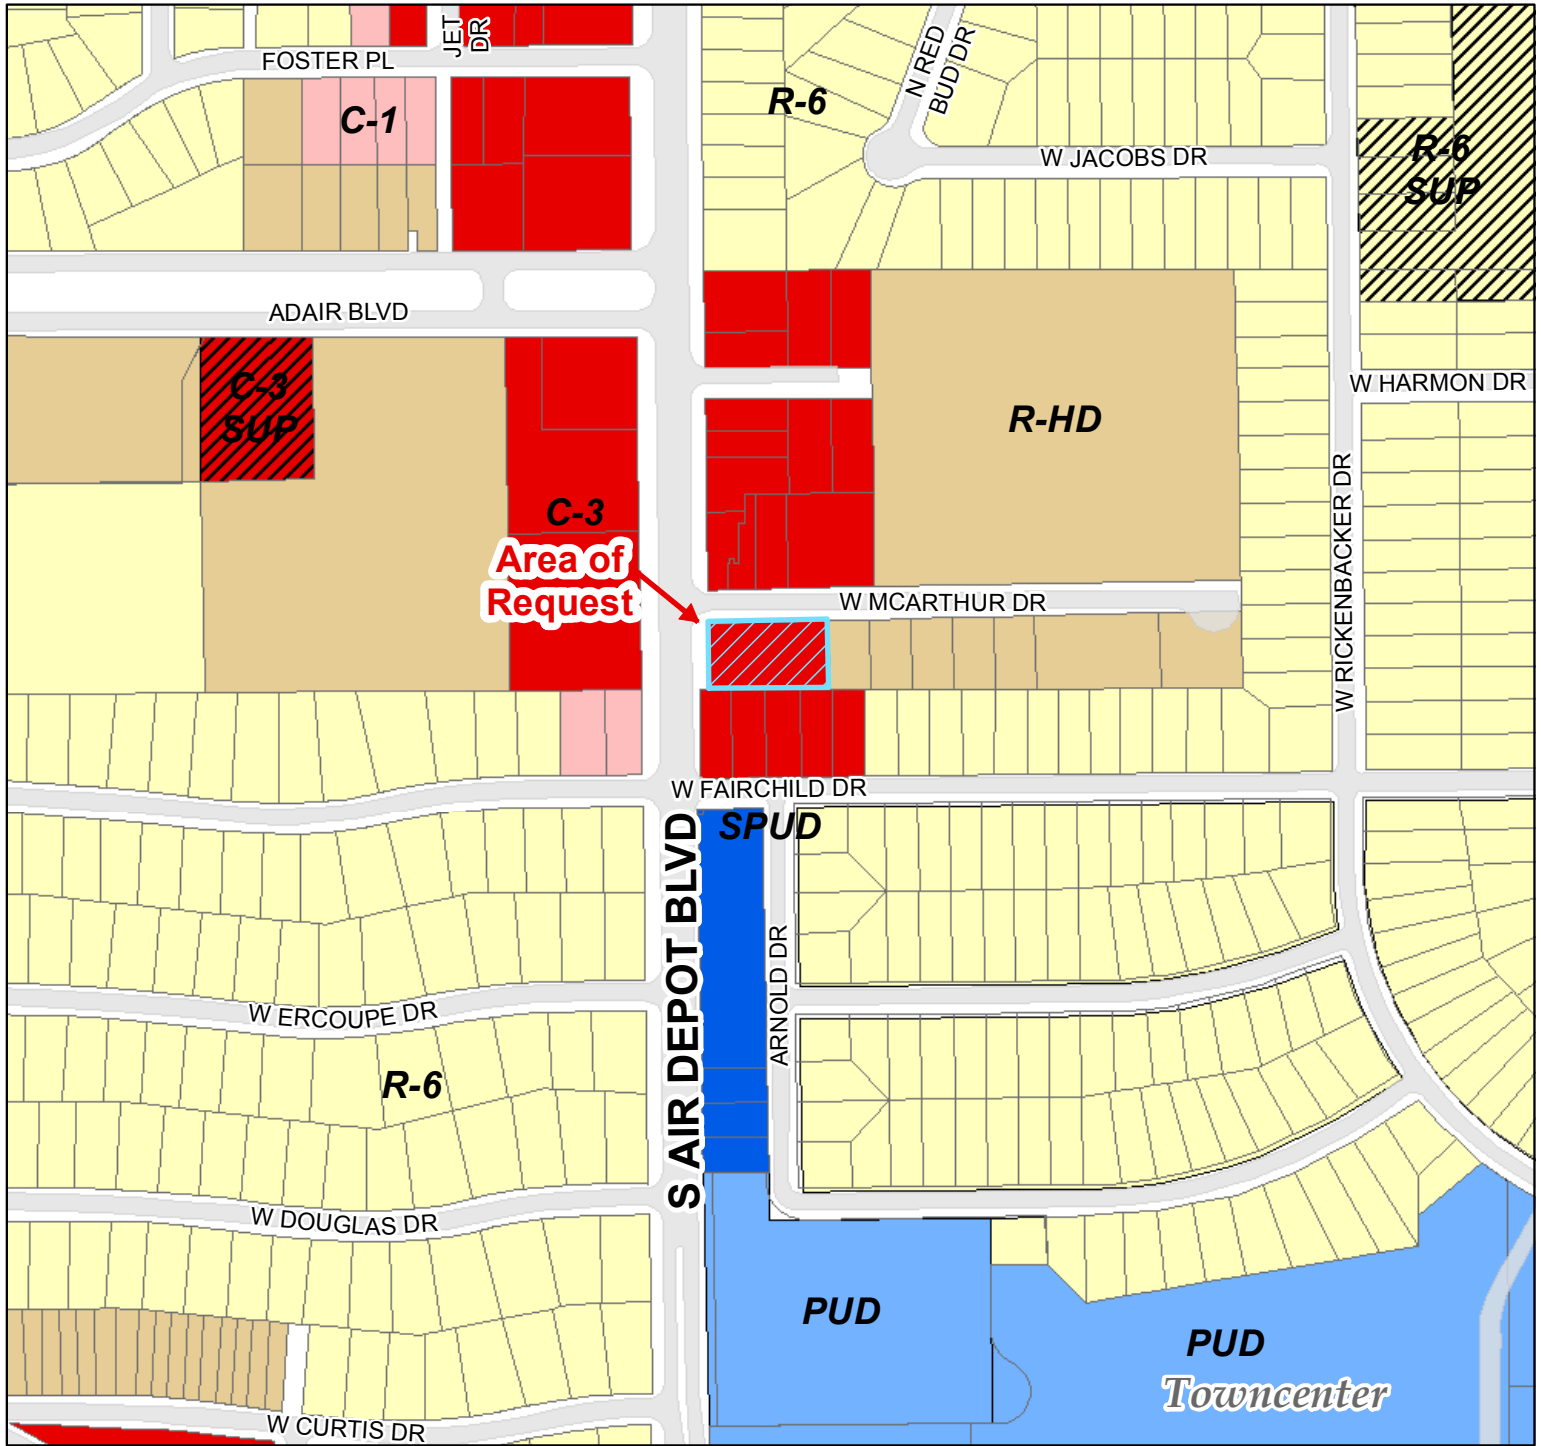 JET
DR
FOSTER PL
C-1
R-6
N RED
BUD DR
W JACOBS DR
R-6
SUP
ADAIR BLVD
C-3
SUP
R-HD
W HARMON DR
C-3
Area of
Request
W MCARTHUR DR
W RICKENBACKER DR
W FAIRCHILD DR
SPUD
S AIR DEPOT BLVD
ARNOLD DR
W ERCOUPE DR
R-6
W DOUGLAS DR
PUD
PUD
Towncenter
W CURTIS DR